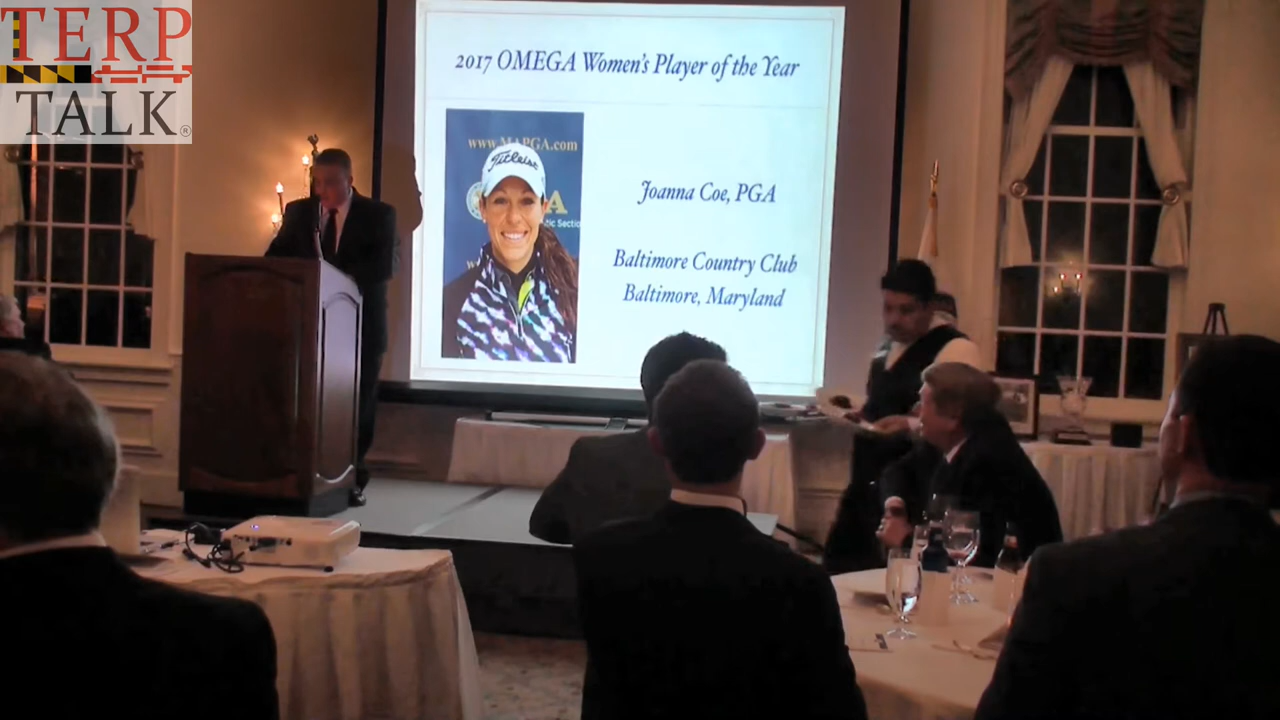 TERP
TALK®
2017 OMEGA Women's Player of the Year
www.MAPGA.com
Titleist
Joanna Coe, PGA
Baltimore Country Club
Baltimore, Maryland